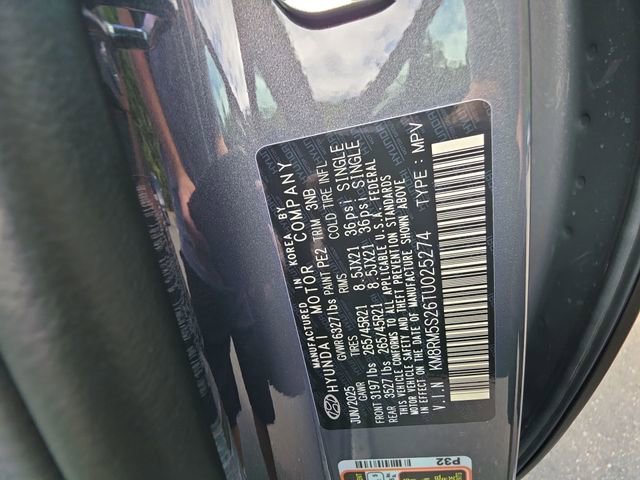 MANUFACTURED IN KOREA BY
HYUNDAI MOTOR COMPANY
JUN/2025 GVWR6327lbs PAINT PE2 TRIM 3NB
GAWR TIRES RIMS COLD TIRE INFL
FRONT 3197 lbs 265/45R21 8.5JX21 36psi SINGLE
REAR 3527 lbs 265/45R21 8.5JX21 36psi SINGLE
THIS VEHICLE CONFORMS TO ALL APPLICABLE U.S.A. FEDERAL
MOTOR VEHICLE SAFETY AND THEFT PREVENTION STANDARDS
IN EFFECT ON THE DATE OF MANUFACTURE SHOWN ABOVE.
V.I.N KM8RM5S26TU025274 TYPE : MPV
P32